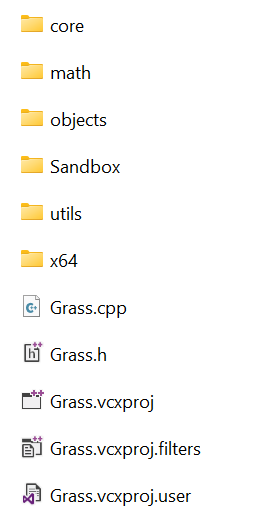 core
math
objects
Sandbox
utils
x64
Grass.cpp
Grass.h
Grass.vcxproj
Grass.vcxproj.filters
Grass.vcxproj.user